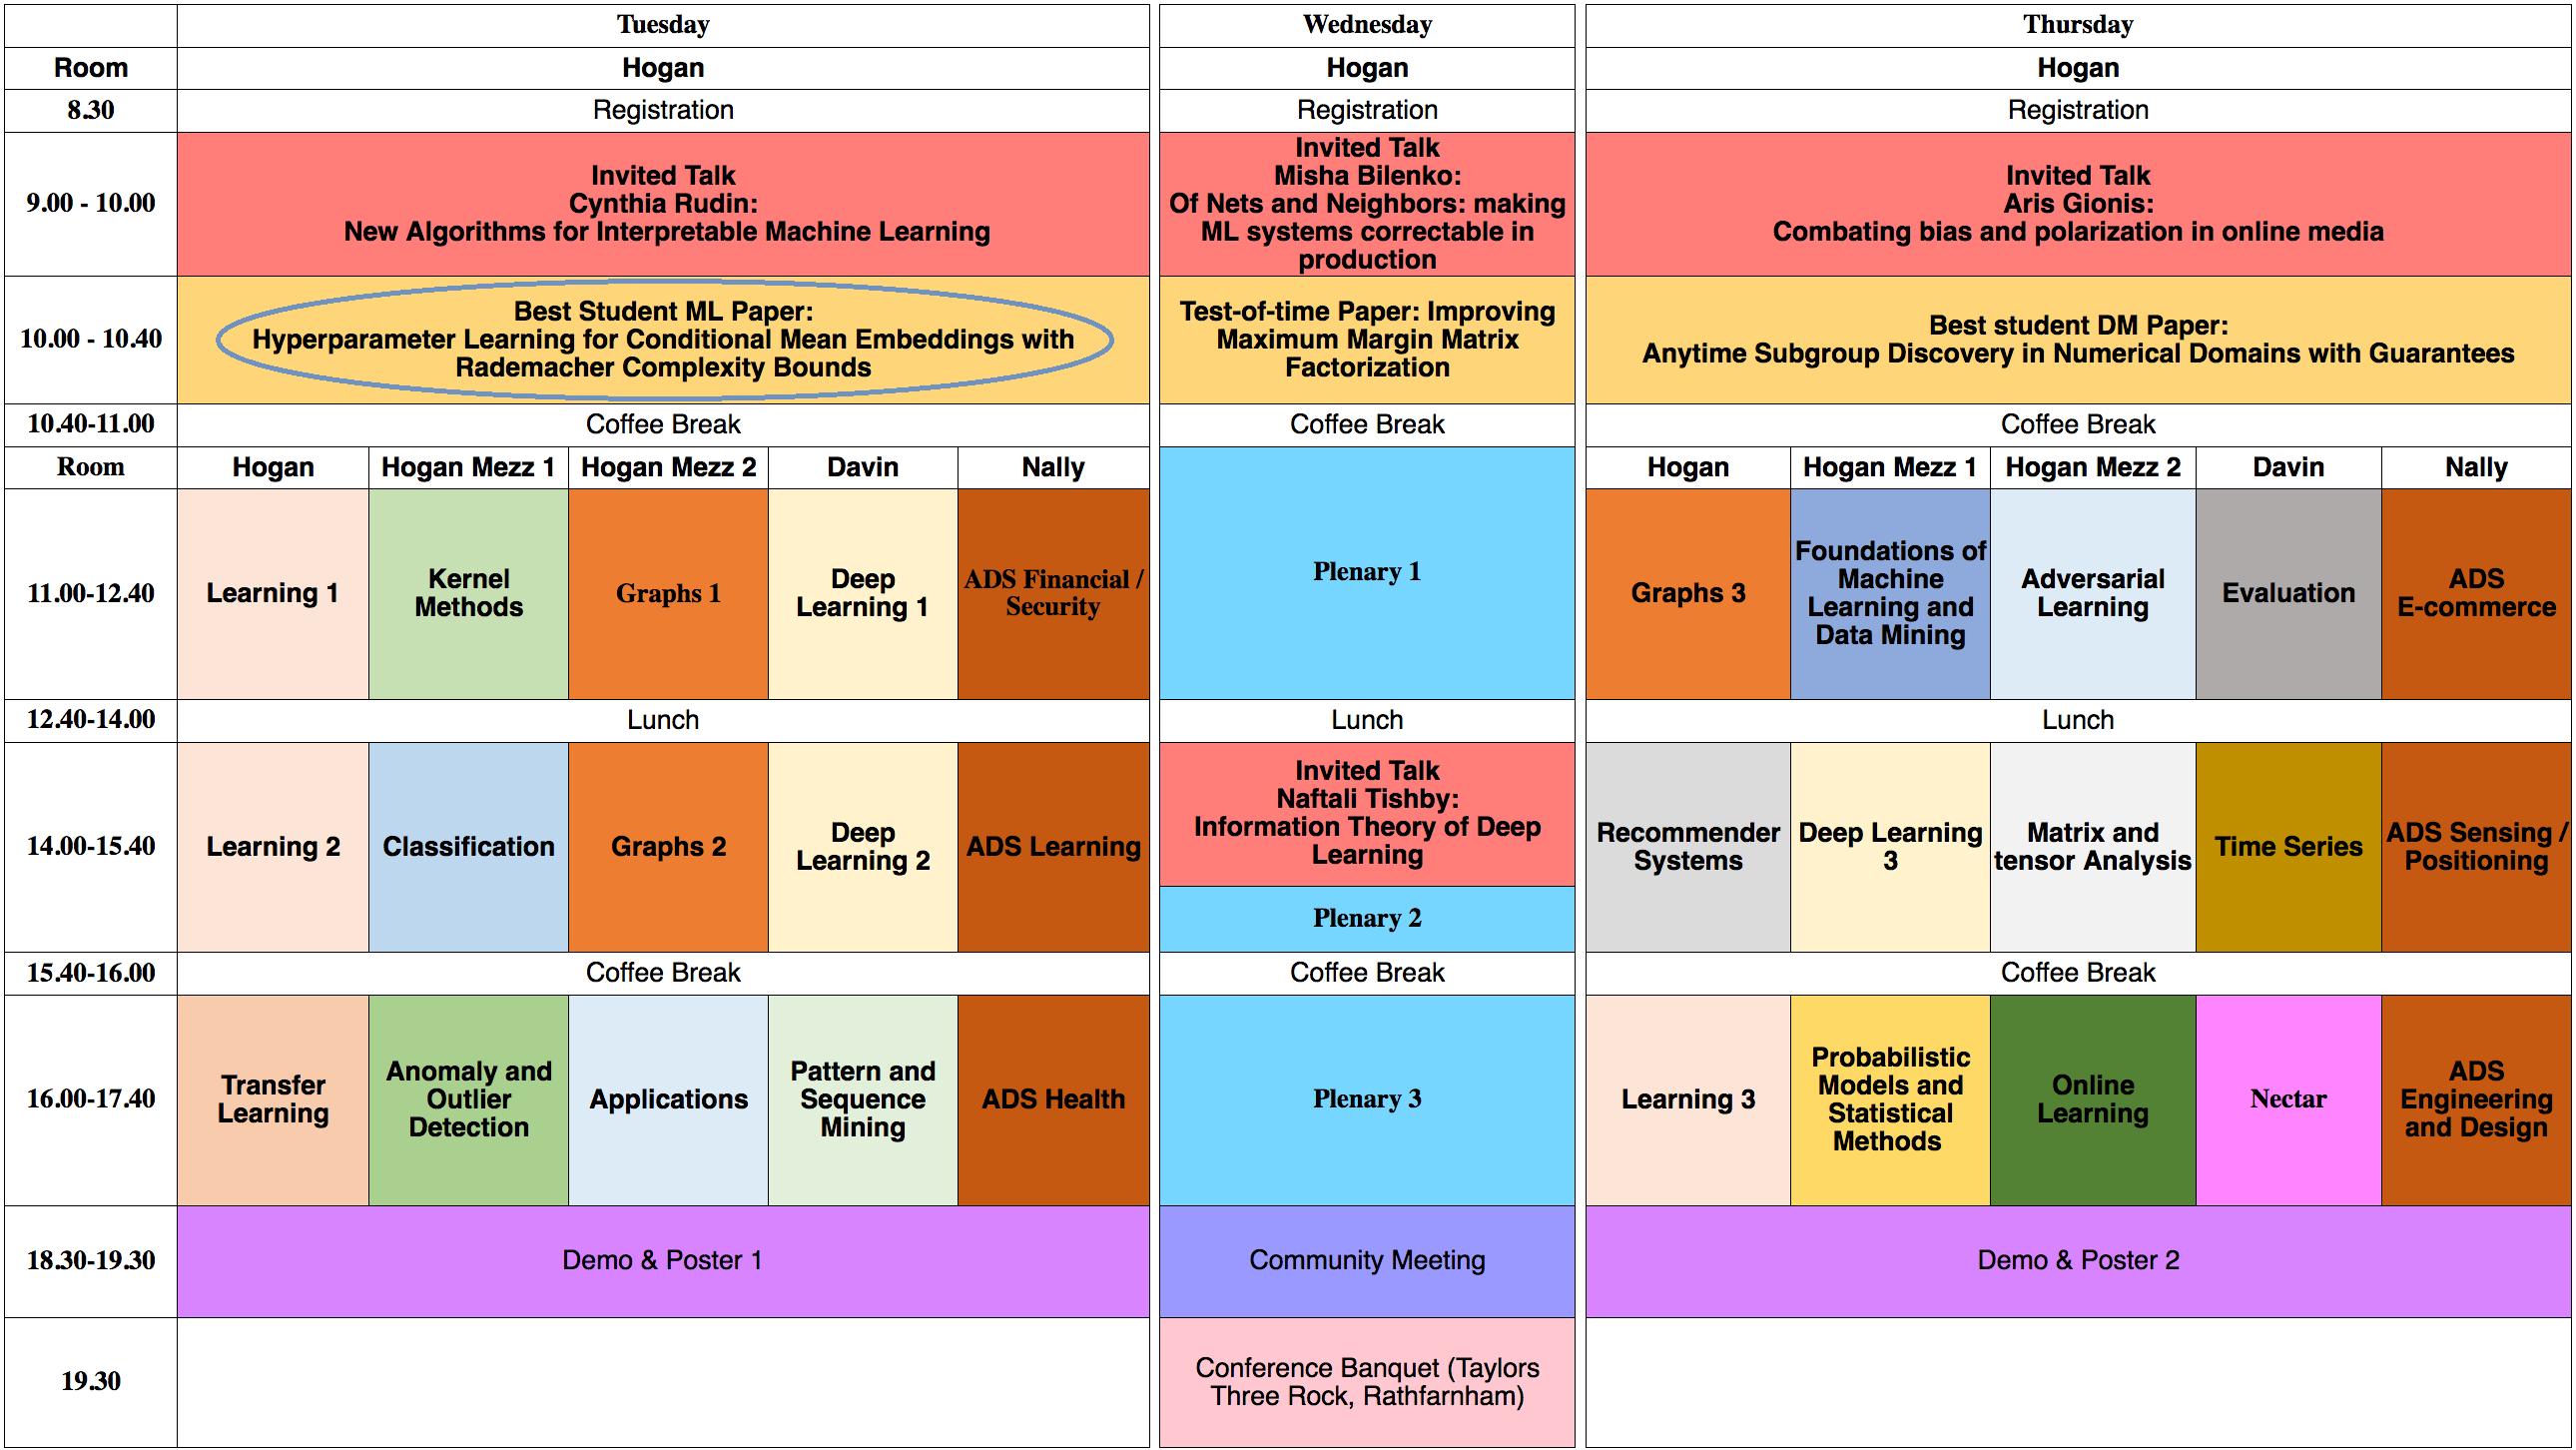 Tuesday
Wednesday
Thursday
Room
Hogan
Hogan
Hogan
8.30
Registration
Registration
Registration
9.00 - 10.00
Invited Talk
Cynthia Rudin:
New Algorithms for Interpretable Machine Learning
Invited Talk
Misha Bilenko:
Of Nets and Neighbors: making
ML systems correctable in
production
Invited Talk
Aris Gionis:
Combating bias and polarization in online media
10.00 - 10.40
Best Student ML Paper:
Hyperparameter Learning for Conditional Mean Embeddings with
Rademacher Complexity Bounds
Test-of-time Paper: Improving
Maximum Margin Matrix
Factorization
Best student DM Paper:
Anytime Subgroup Discovery in Numerical Domains with Guarantees
10.40-11.00
Coffee Break
Coffee Break
Coffee Break
Room
Hogan
Hogan Mezz 1
Hogan Mezz 2
Davin
Nally
Hogan
Hogan Mezz 1
Hogan Mezz 2
Davin
Nally
11.00-12.40
Learning 1
Kernel
Methods
Graphs 1
Deep
Learning 1
ADS Financial /
Security
Plenary 1
Graphs 3
Foundations of
Machine
Learning and
Data Mining
Adversarial
Learning
Evaluation
ADS
E-commerce
12.40-14.00
Lunch
Lunch
Lunch
14.00-15.40
Learning 2
Classification
Graphs 2
Deep
Learning 2
ADS Learning
Invited Talk
Naftali Tishby:
Information Theory of Deep
Learning
Plenary 2
Recommender
Systems
Deep Learning
3
Matrix and
tensor Analysis
Time Series
ADS Sensing /
Positioning
15.40-16.00
Coffee Break
Coffee Break
Coffee Break
16.00-17.40
Transfer
Learning
Anomaly and
Outlier
Detection
Applications
Pattern and
Sequence
Mining
ADS Health
Plenary 3
Learning 3
Probabilistic
Models and
Statistical
Methods
Online
Learning
Nectar
ADS
Engineering
and Design
18.30-19.30
Demo & Poster 1
Community Meeting
Demo & Poster 2
19.30
Conference Banquet (Taylors
Three Rock, Rathfarnham)